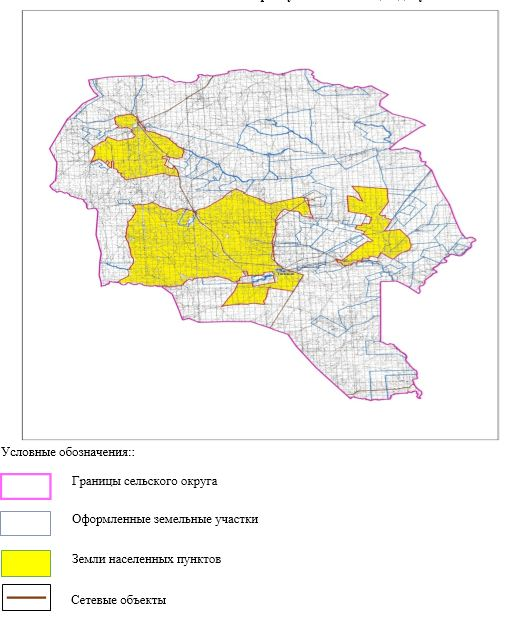 Условные обозначения::
Границы сельского округа
Оформленные земельные участки
Земли населенных пунктов
Сетевые объекты